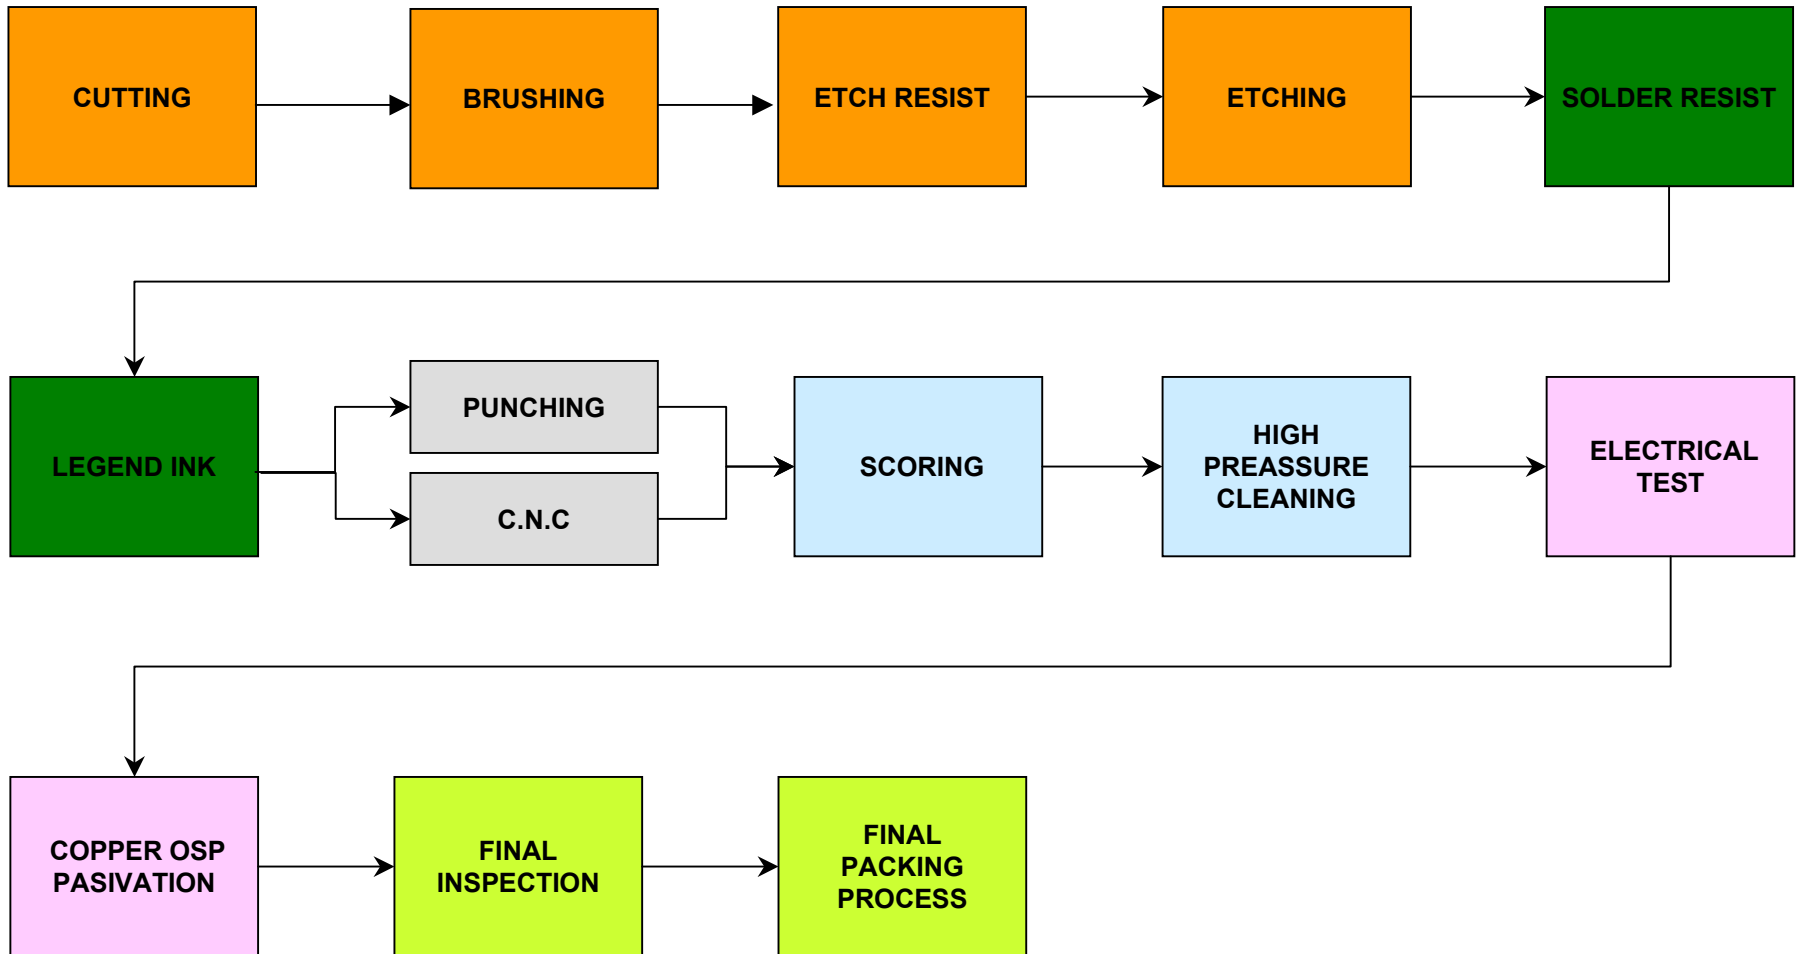 CUTTING
BRUSHING
ETCH RESIST
ETCHING
SOLDER RESIST
LEGEND INK
PUNCHING
C.N.C
SCORING
HIGH
PREASSURE
CLEANING
ELECTRICAL
TEST
COPPER OSP
PASIVATION
FINAL
INSPECTION
FINAL
PACKING
PROCESS